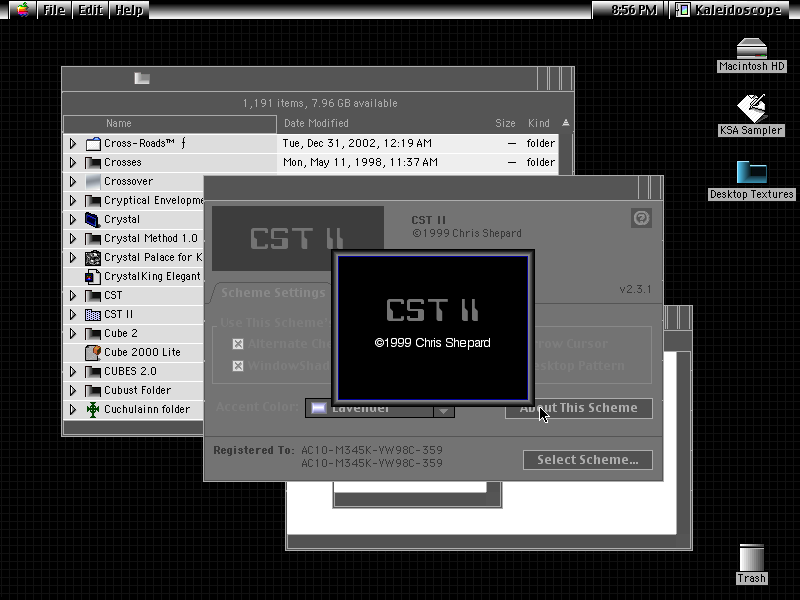 File Edit Help 8:56 PM Kaleidoscope
Macintosh HD
KSA Sampler
Desktop Textures
Trash
1,191 items, 7.96 GB available
Name Date Modified Size Kind
Cross-Roads™ ƒ Tue, Dec 31, 2002, 12:19 AM — folder
Crosses Mon, May 11, 1998, 11:37 AM — folder
Crossover
Cryptical Envelopme
Crystal
Crystal Method 1.0
Crystal Palace for K
CrystalKing Elegant
CST
CST II
Cube 2
Cube 2000 Lite
CUBES 2.0
Cubust Folder
Cuchulainn folder
CST II
CST II
©1999 Chris Shepard
v2.3.1
Scheme Settings
Use This Scheme's
Alternate Cha
rrow Cursor
WindowShad
sktop Pattern
Accent Color: Lavender
About This Scheme
Registered To: AC10-M345K-YW98C-359
AC10-M345K-YW98C-359
Select Scheme...
CST II
©1999 Chris Shepard